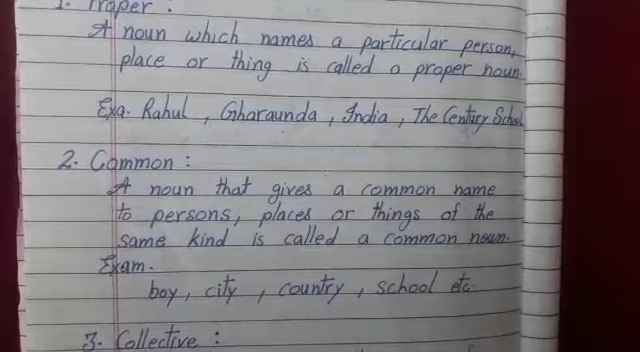 1. Proper :
A noun which names a particular person,
place or thing is called a proper noun.
Exa. Rahul , Gharaunda , India , The Century School
2. Common :
A noun that gives a common name
to persons, places or things of the
same kind is called a common noun.
Exam.
boy, city , country , school etc.
3. Collective :